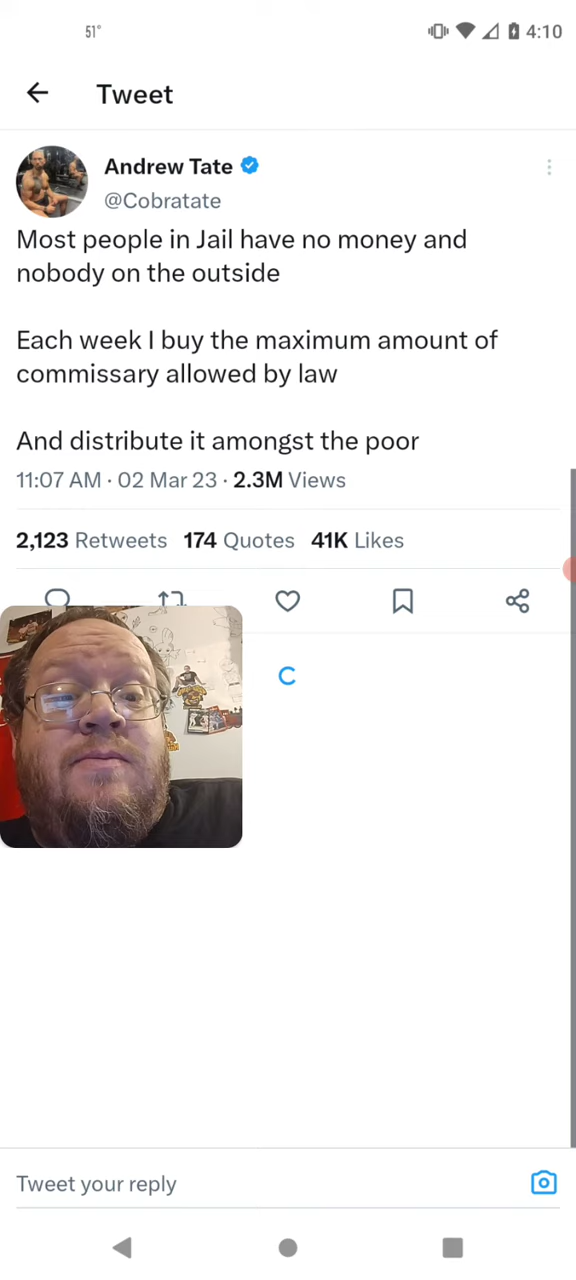 51°
4:10
Tweet
Andrew Tate
@Cobratate
Most people in Jail have no money and
nobody on the outside
Each week I buy the maximum amount of
commissary allowed by law
And distribute it amongst the poor
11:07 AM · 02 Mar 23 · 2.3M Views
2,123 Retweets 174 Quotes 41K Likes
Tweet your reply